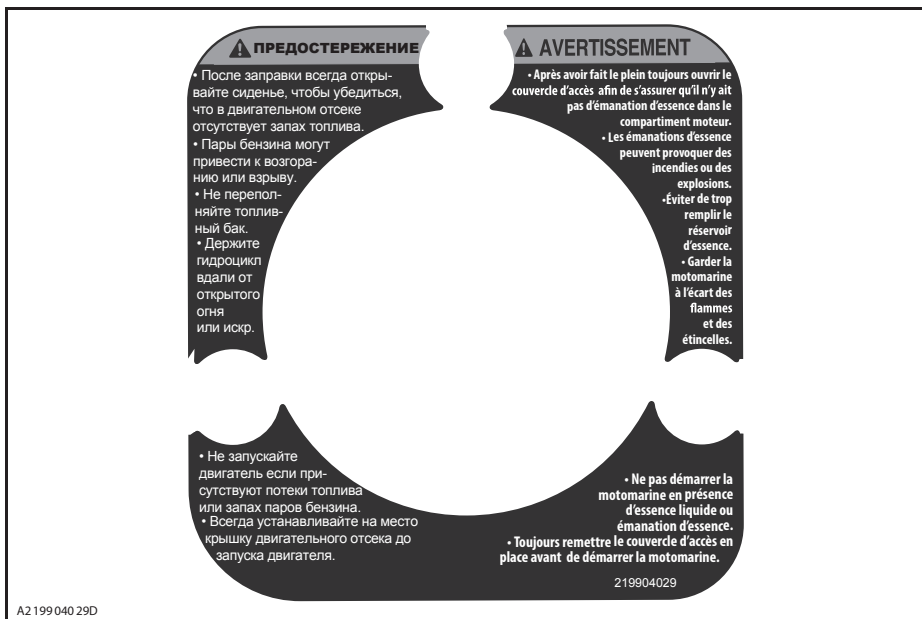 ПРЕДОСТЕРЕЖЕНИЕ
• После заправки всегда откры-
вайте сиденье, чтобы убедиться,
что в двигательном отсеке
отсутствует запах топлива.
• Пары бензина могут
привести к возгора-
нию или взрыву.
• Не перепол-
няйте топлив-
ный бак.
• Держите
гидроцикл
вдали от
открытого
огня
или искр.
AVERTISSEMENT
• Après avoir fait le plein toujours ouvrir le
couvercle d'accès afin de s'assurer qu'il n'y ait
pas d'émanation d'essence dans le
compartiment moteur.
• Les émanations d'essence
peuvent provoquer des
incendies ou des
explosions.
•Éviter de trop
remplir le
réservoir
d'essence.
• Garder la
motomarine
à l'écart des
flammes
et des
étincelles.
• Не запускайте
двигатель если при-
сутствуют потеки топлива
или запах паров бензина.
• Всегда устанавливайте на место
крышку двигательного отсека до
запуска двигателя.
• Ne pas démarrer la
motomarine en présence
d'essence liquide ou
émanation d'essence.
• Toujours remettre le couvercle d'accès en
place avant de démarrer la motomarine.
219904029
A2 199 040 29D